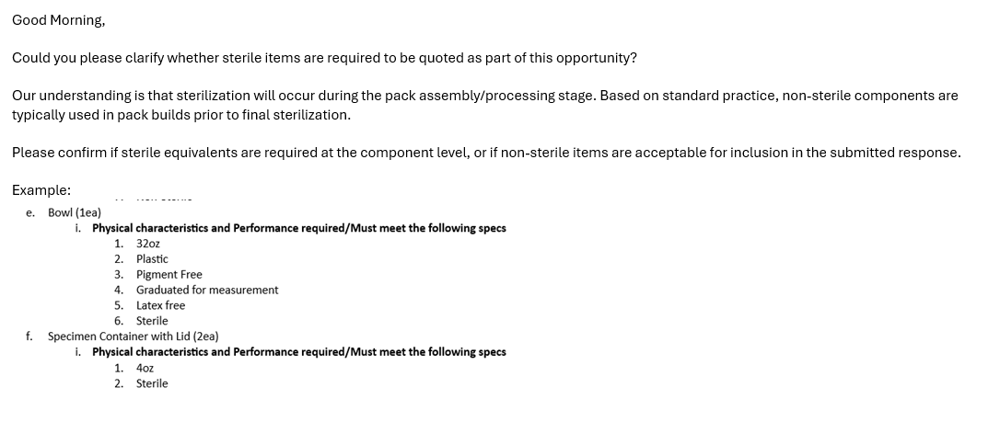 Good Morning,
Could you please clarify whether sterile items are required to be quoted as part of this opportunity?
Our understanding is that sterilization will occur during the pack assembly/processing stage. Based on standard practice, non-sterile components are
typically used in pack builds prior to final sterilization.
Please confirm if sterile equivalents are required at the component level, or if non-sterile items are acceptable for inclusion in the submitted response.
Example:
e. Bowl (1ea)
i. Physical characteristics and Performance required/Must meet the following specs
1. 32oz
2. Plastic
3. Pigment Free
4. Graduated for measurement
5. Latex free
6. Sterile
f. Specimen Container with Lid (2ea)
i. Physical characteristics and Performance required/Must meet the following specs
1. 4oz
2. Sterile